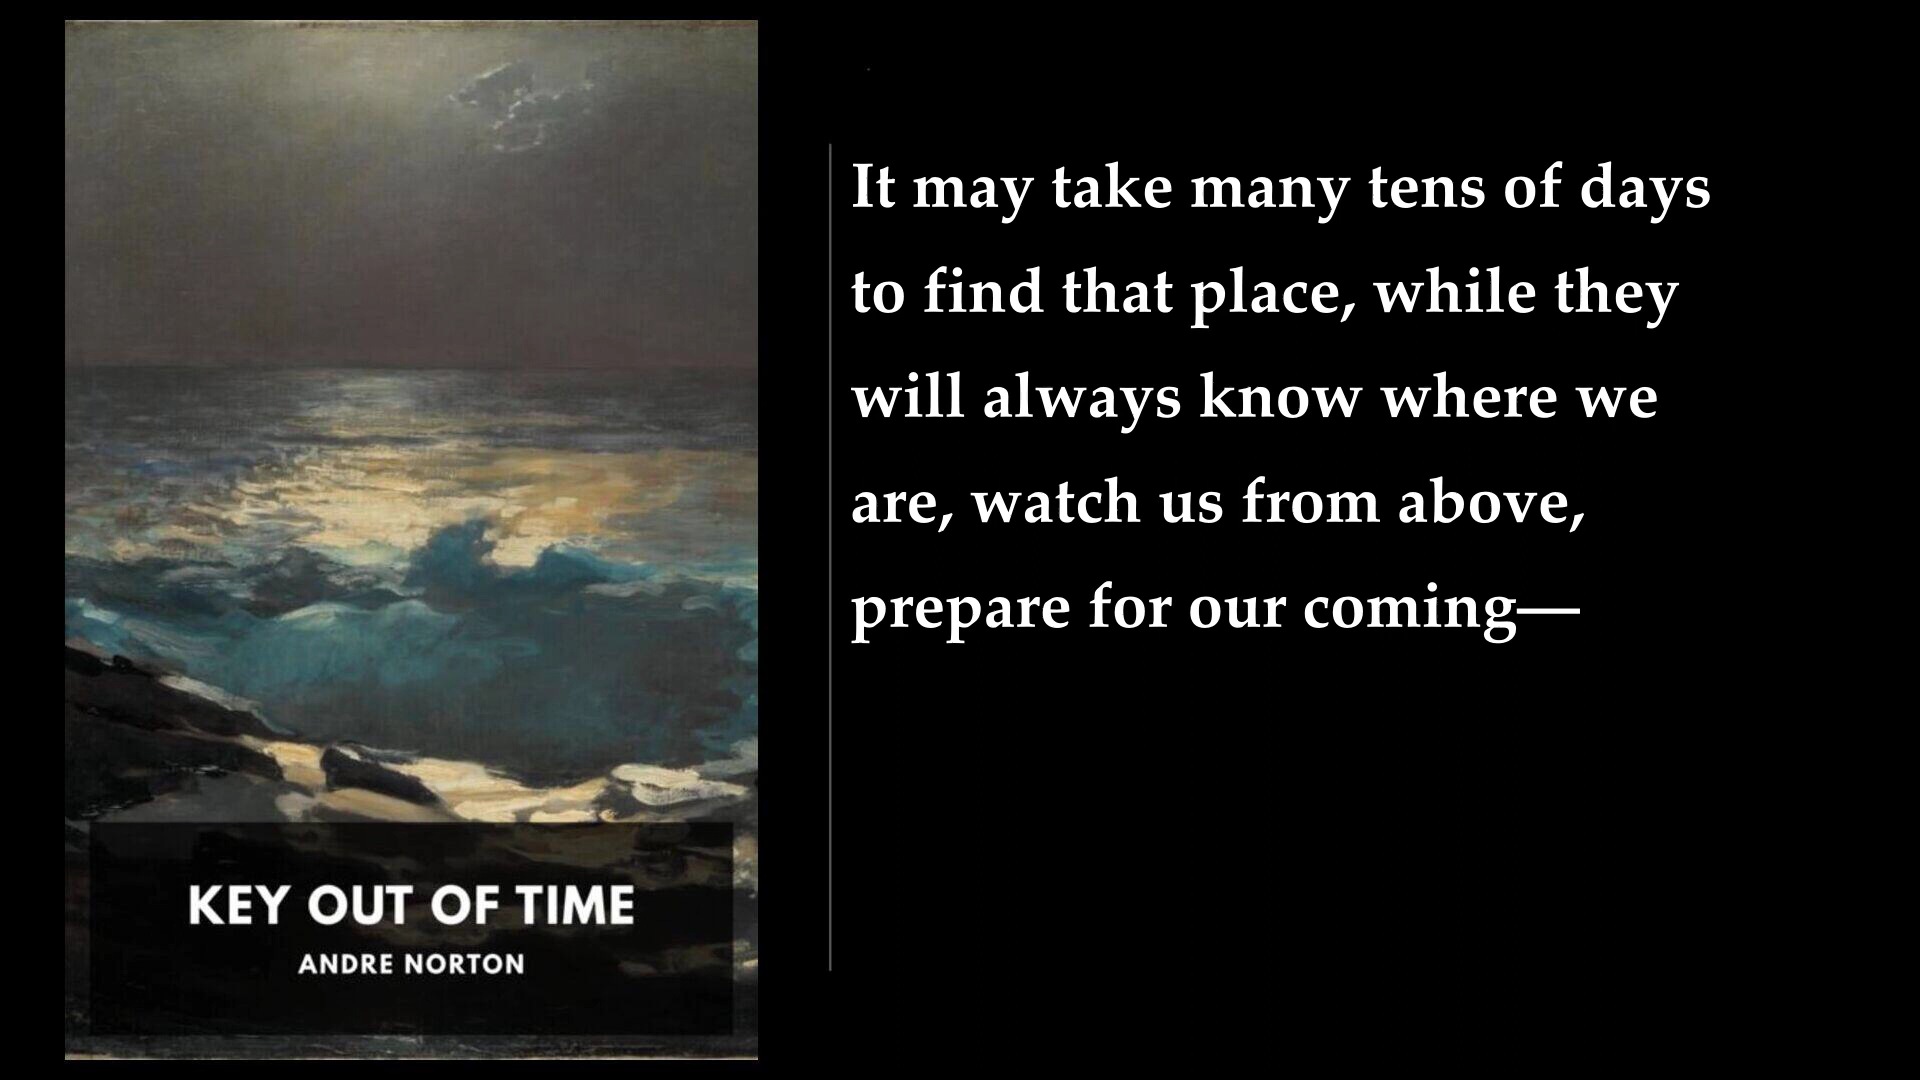 KEY OUT OF TIME
ANDRE NORTON
It may take many tens of days
to find that place, while they
will always know where we
are, watch us from above,
prepare for our coming—